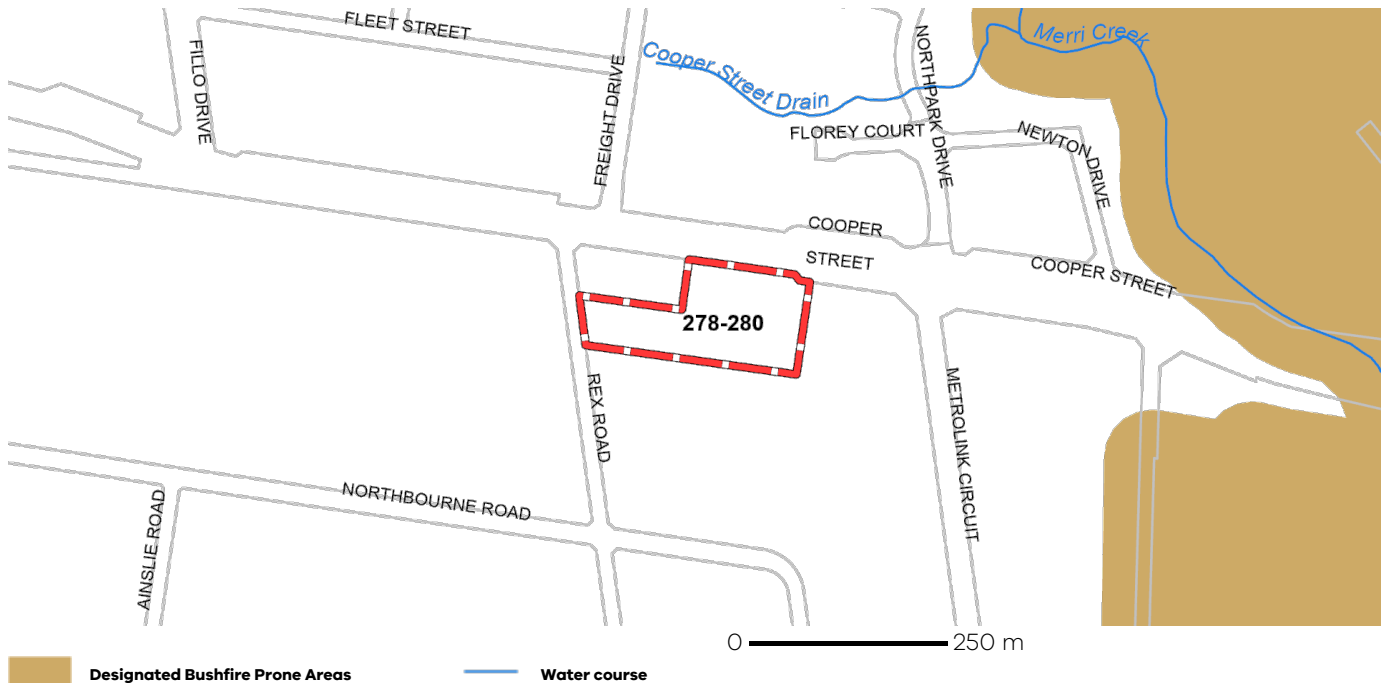 FLEET STREET
FILLO DRIVE
FREIGHT DRIVE
Cooper Street Drain
NORTHPARK DRIVE
Merri Creek
FLOREY COURT
NEWTON DRIVE
COOPER
STREET
COOPER STREET
278-280
REX ROAD
METROLINK CIRCUIT
NORTHBOURNE ROAD
AINSLIE ROAD
0 250 m
Designated Bushfire Prone Areas
Water course